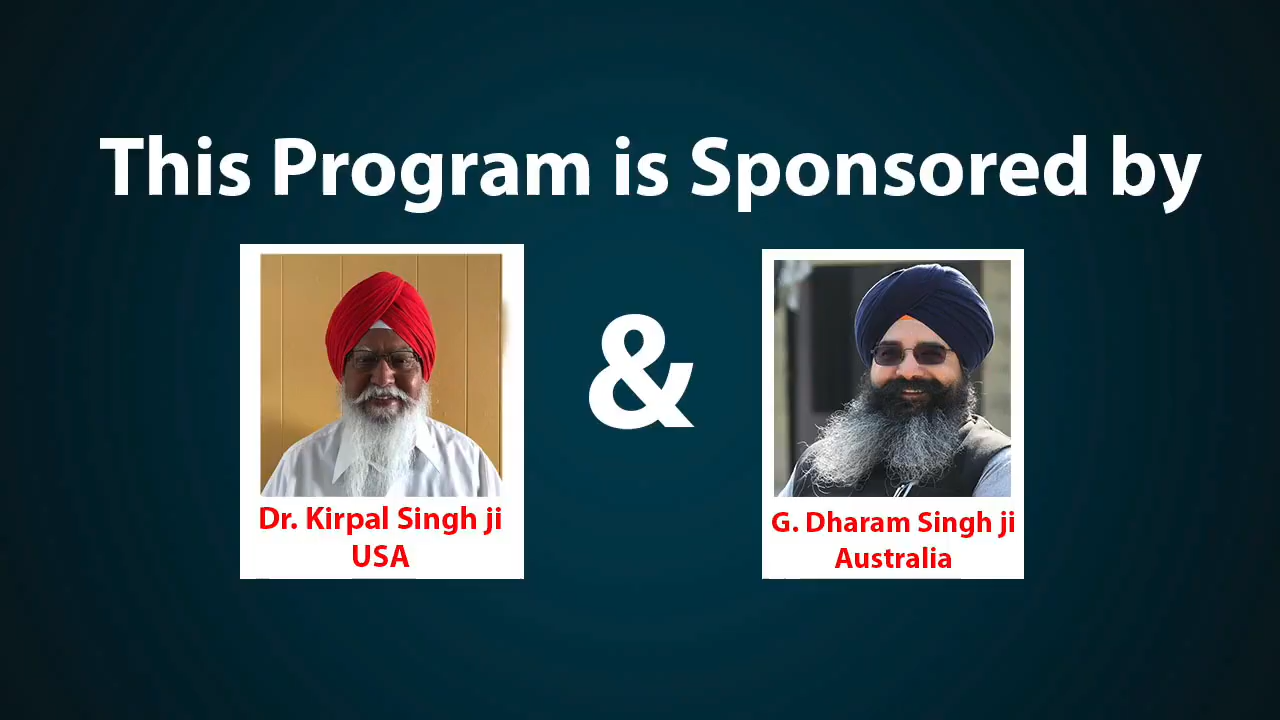 This Program is Sponsored by
&
Dr. Kirpal Singh ji
USA
G. Dharam Singh ji
Australia